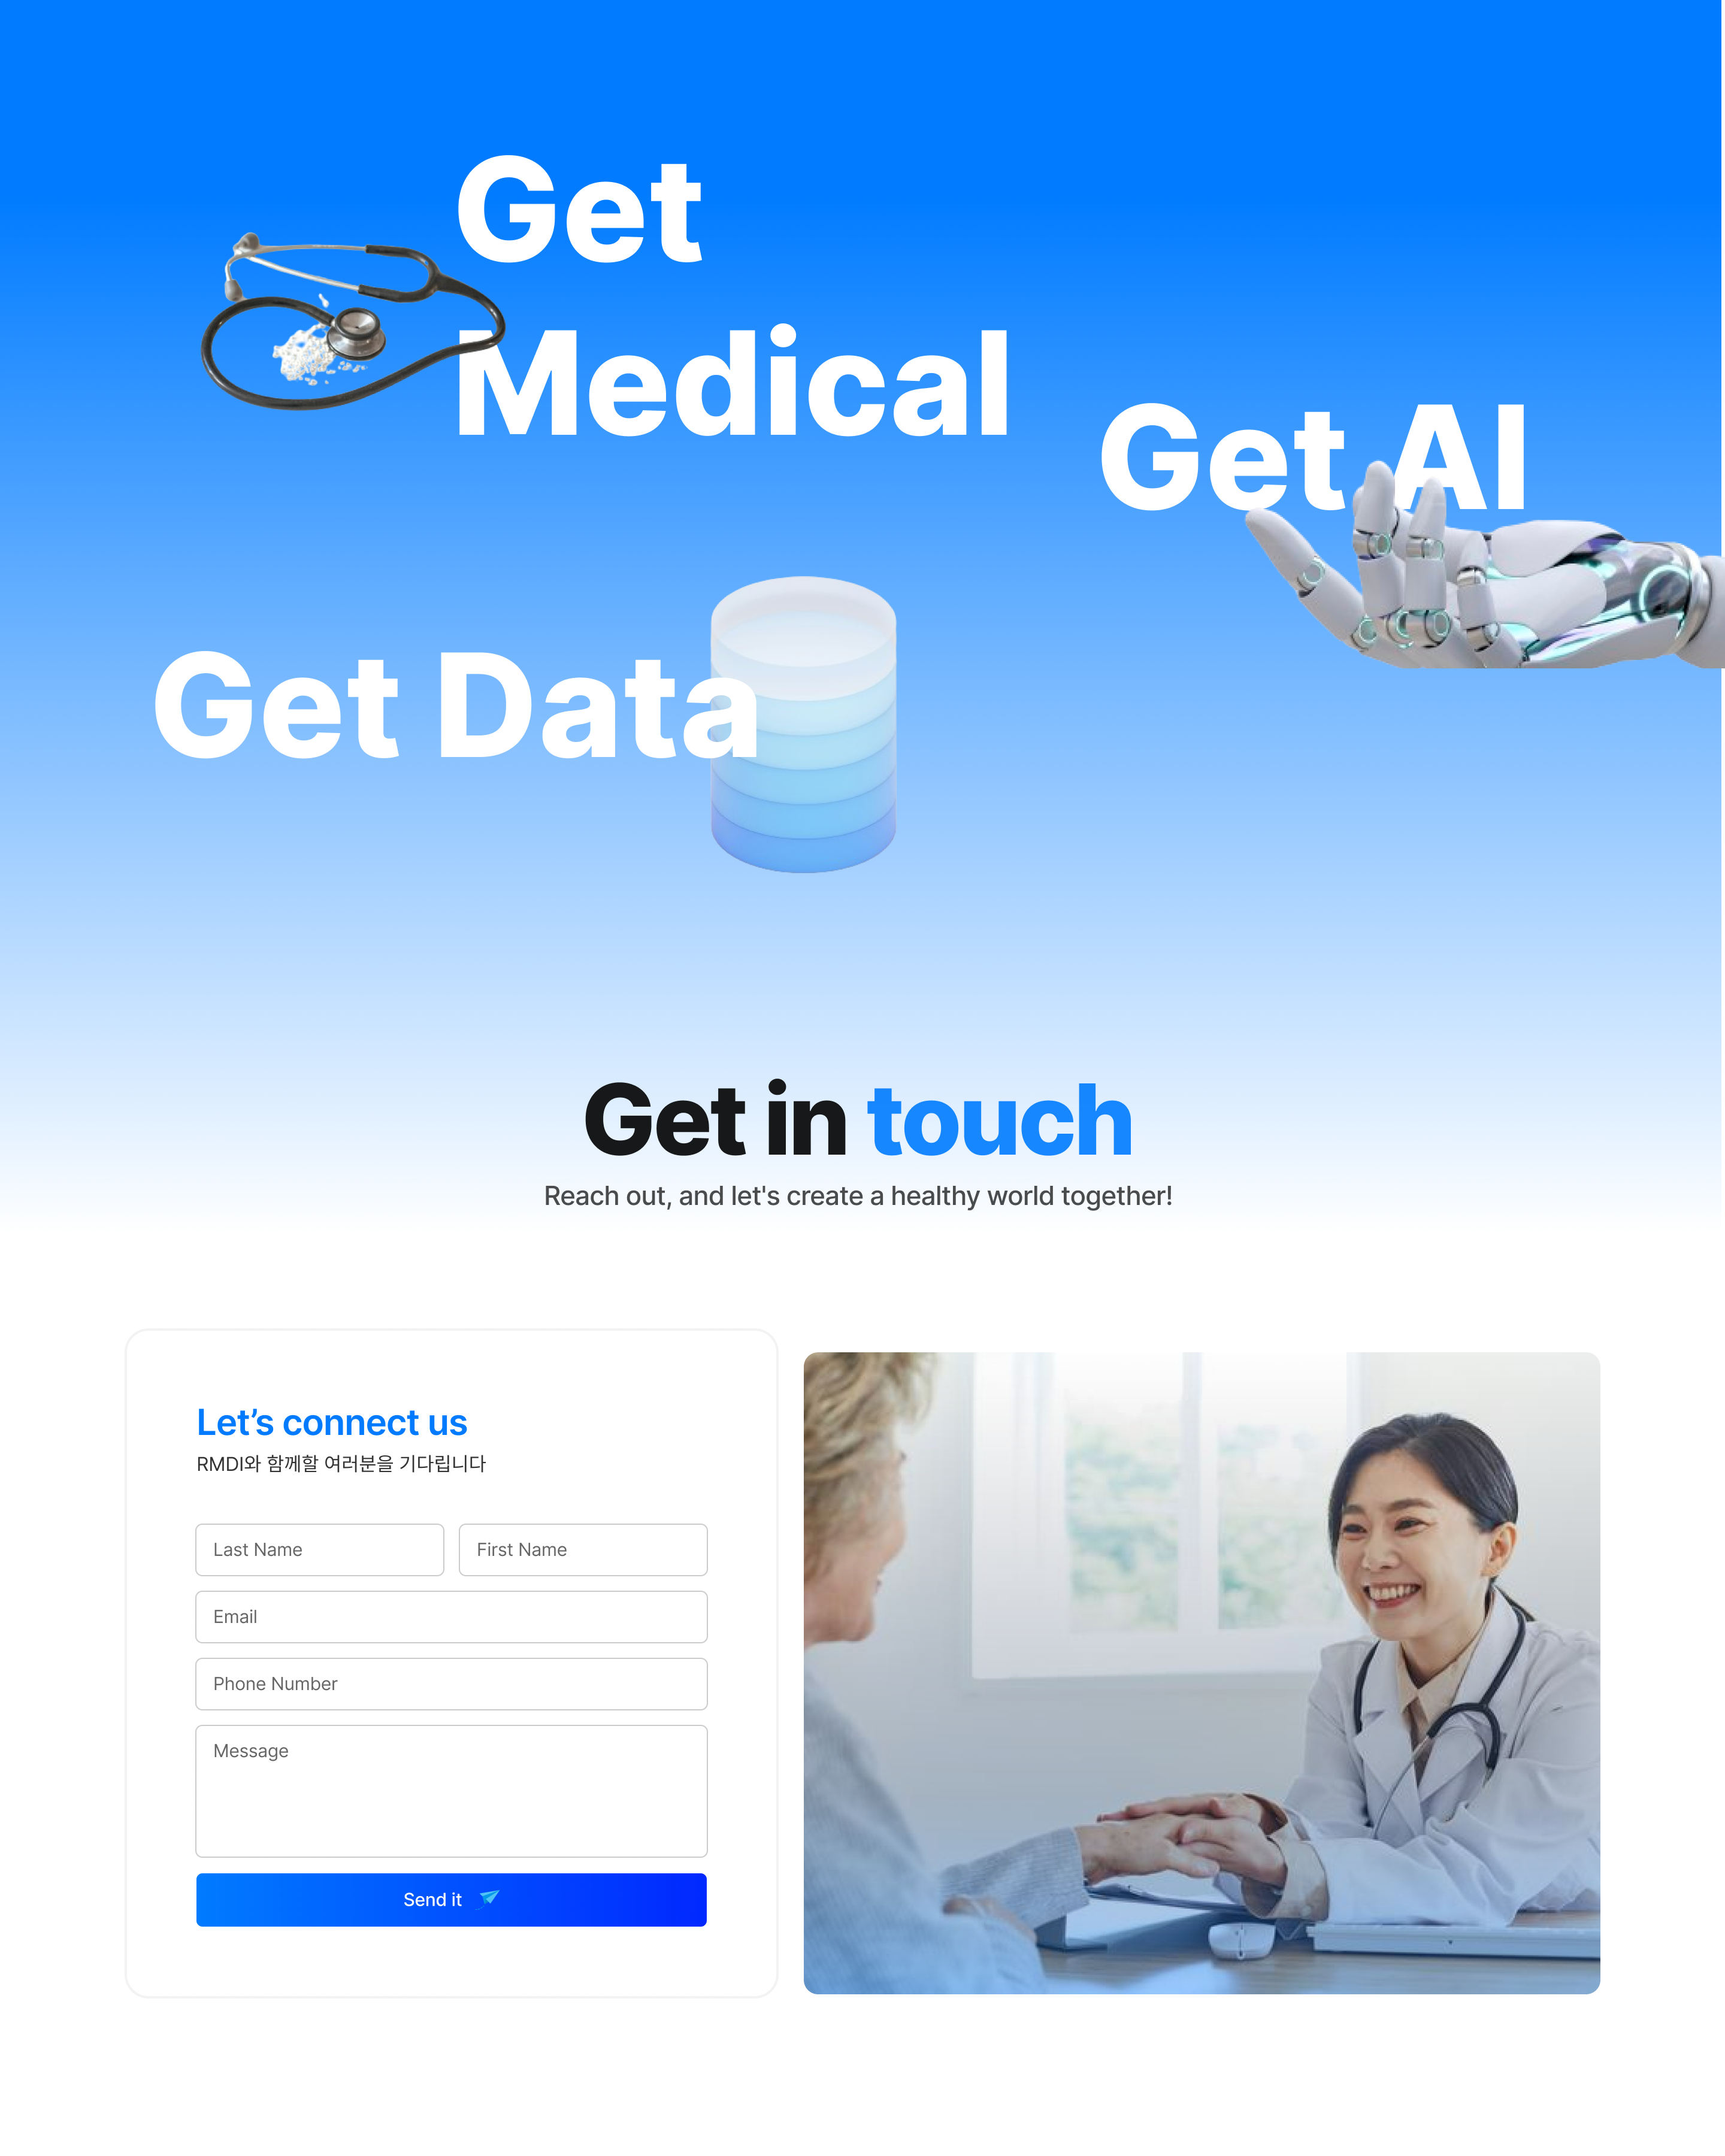 Get
Medical
Get AI
Get Data
Get in touch
Reach out, and let's create a healthy world together!
Let’s connect us
RMDI와 함께할 여러분을 기다립니다
Last Name
First Name
Email
Phone Number
Message
Send it